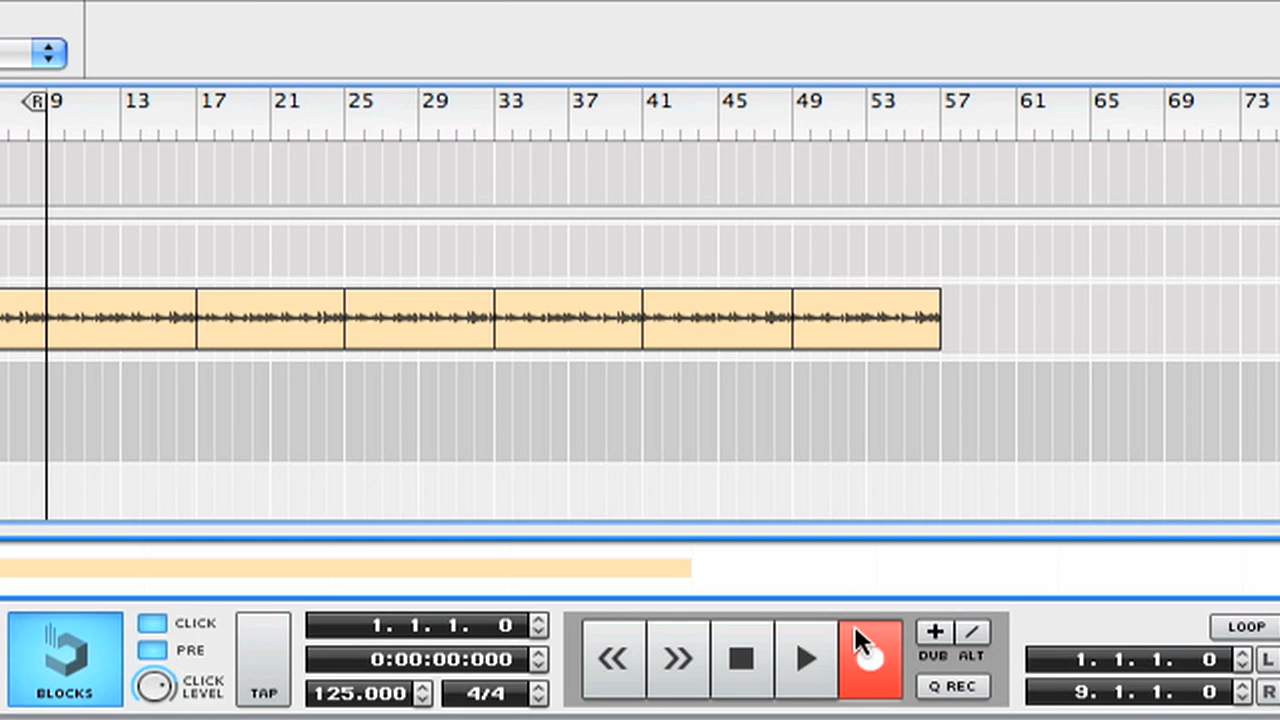 R 9 13 17 21 25 29 33 37 41 45 49 53 57 61 65 69 73
CLICK
PRE
CLICK LEVEL
BLOCKS
TAP
1. 1. 1. 0
0:00:00:000
125.000 4/4
DUB ALT
Q REC
LOOP
1. 1. 1. 0 L
9. 1. 1. 0 R